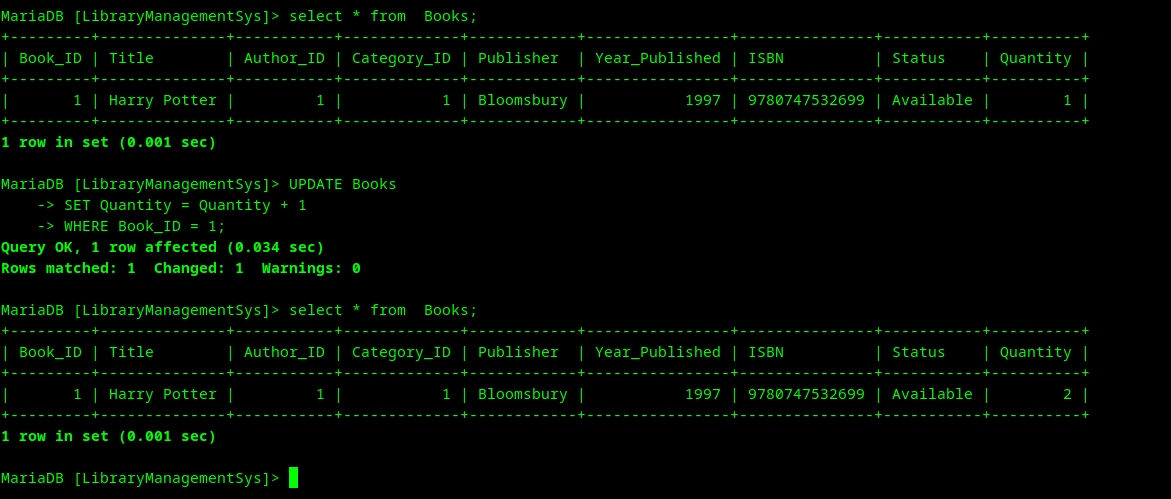 MariaDB [LibraryManagementSys]> select * from  Books;
+---------+--------------+-----------+-------------+------------+----------------+---------------+-----------+----------+
| Book_ID | Title        | Author_ID | Category_ID | Publisher  | Year_Published | ISBN          | Status    | Quantity |
+---------+--------------+-----------+-------------+------------+----------------+---------------+-----------+----------+
|       1 | Harry Potter |         1 |           1 | Bloomsbury |           1997 | 9780747532699 | Available |        1 |
+---------+--------------+-----------+-------------+------------+----------------+---------------+-----------+----------+
1 row in set (0.001 sec)

MariaDB [LibraryManagementSys]> UPDATE Books
    -> SET Quantity = Quantity + 1
    -> WHERE Book_ID = 1;
Query OK, 1 row affected (0.034 sec)
Rows matched: 1  Changed: 1  Warnings: 0

MariaDB [LibraryManagementSys]> select * from  Books;
+---------+--------------+-----------+-------------+------------+----------------+---------------+-----------+----------+
| Book_ID | Title        | Author_ID | Category_ID | Publisher  | Year_Published | ISBN          | Status    | Quantity |
+---------+--------------+-----------+-------------+------------+----------------+---------------+-----------+----------+
|       1 | Harry Potter |         1 |           1 | Bloomsbury |           1997 | 9780747532699 | Available |        2 |
+---------+--------------+-----------+-------------+------------+----------------+---------------+-----------+----------+
1 row in set (0.001 sec)

MariaDB [LibraryManagementSys]>